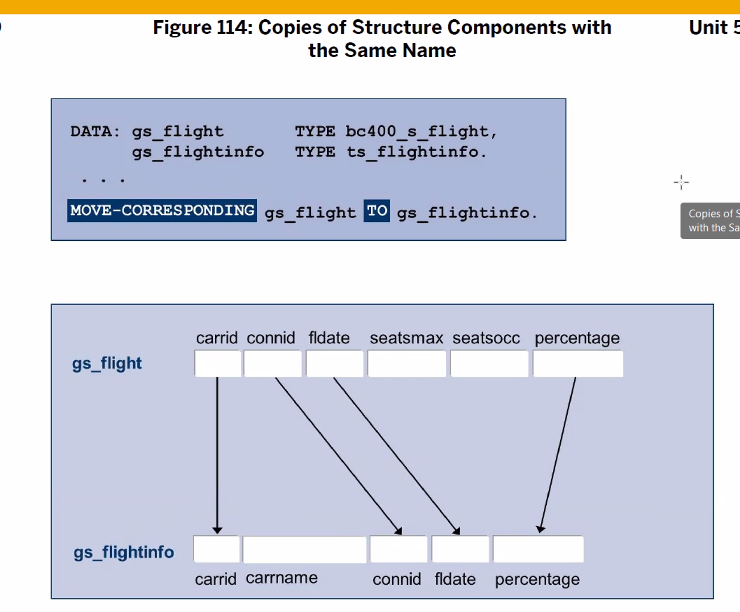 Figure 114: Copies of Structure Components with
the Same Name
Unit 5
DATA: gs_flight TYPE bc400_s_flight,
gs_flightinfo TYPE ts_flightinfo.
. . .
MOVE-CORRESPONDING gs_flight TO gs_flightinfo.
Copies of S
with the Sa
carrid connid fldate seatsmax seatsocc percentage
gs_flight
gs_flightinfo
carrid carrname connid fldate percentage